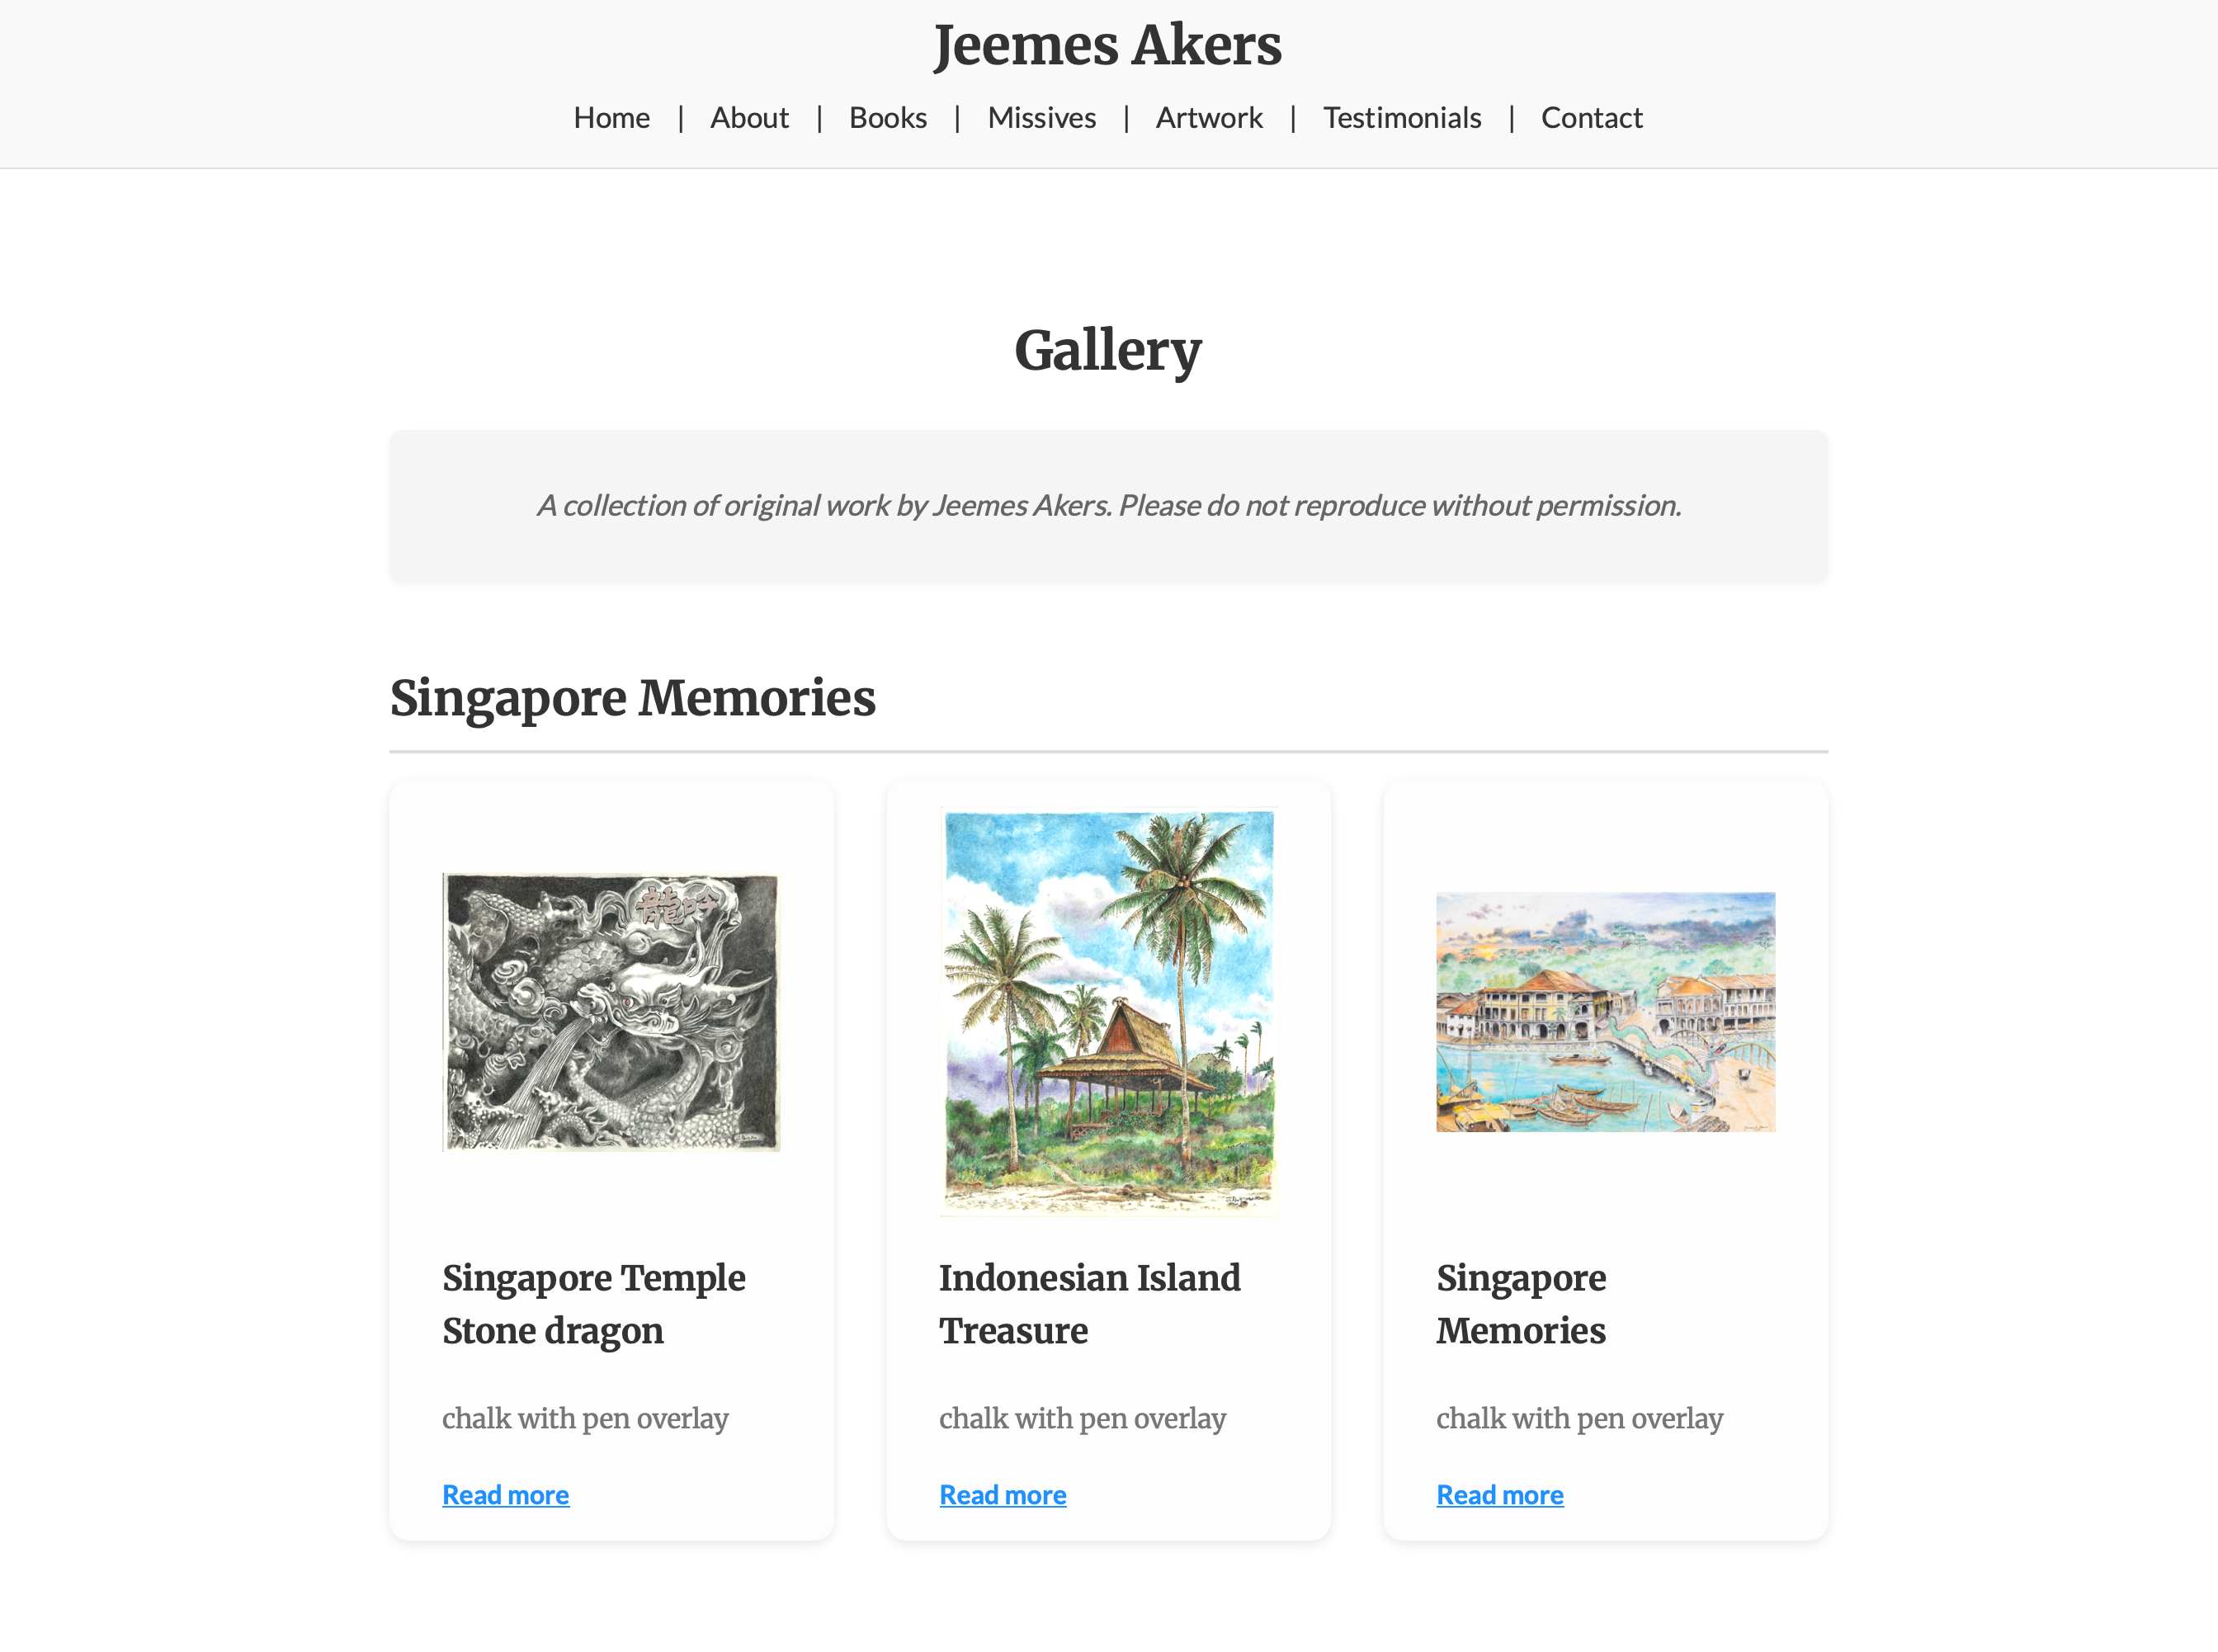 Jeemes Akers
Home | About | Books | Missives | Artwork | Testimonials | Contact
Gallery
A collection of original work by Jeemes Akers. Please do not reproduce without permission.
Singapore Memories
龍吟
Singapore Temple
Stone dragon
chalk with pen overlay
Read more
Indonesian Island
Treasure
chalk with pen overlay
Read more
Singapore
Memories
chalk with pen overlay
Read more